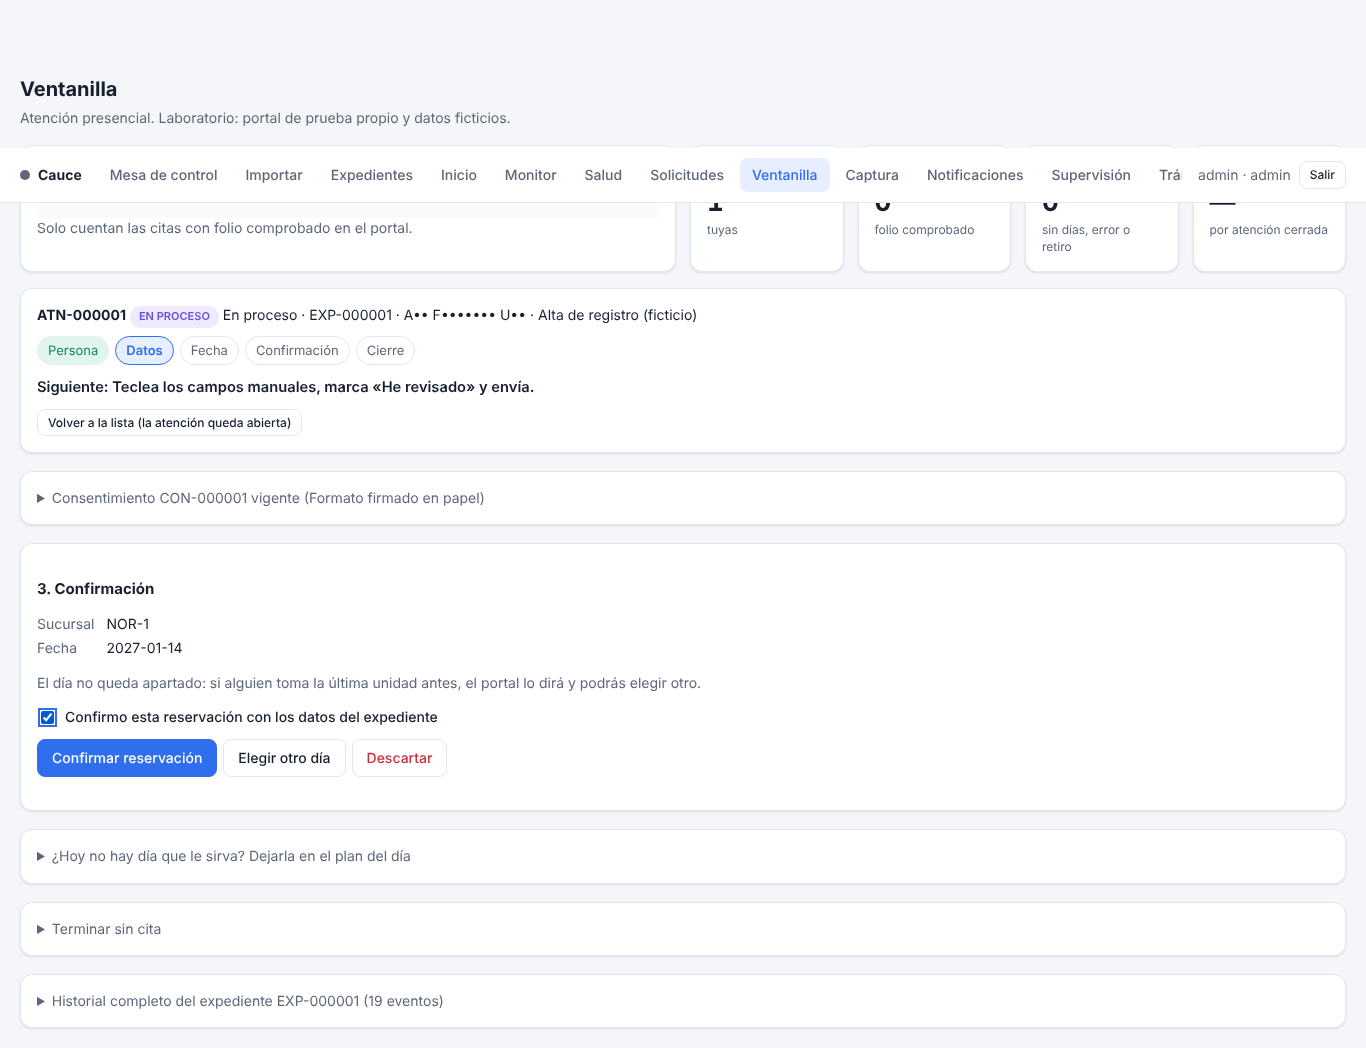 Ventanilla
Atención presencial. Laboratorio: portal de prueba propio y datos ficticios.
Cauce Mesa de control Importar Expedientes Inicio Monitor Salud Solicitudes Ventanilla Captura Notificaciones Supervisión Trá admin · admin Salir
Solo cuentan las citas con folio comprobado en el portal.
1
tuyas
0
folio comprobado
0
sin días, error o
retiro
—
por atención cerrada
ATN-000001 EN PROCESO En proceso · EXP-000001 · A•• F••••••• U•• · Alta de registro (ficticio)
Persona Datos Fecha Confirmación Cierre
Siguiente: Teclea los campos manuales, marca «He revisado» y envía.
Volver a la lista (la atención queda abierta)
Consentimiento CON-000001 vigente (Formato firmado en papel)
3. Confirmación
Sucursal NOR-1
Fecha 2027-01-14
El día no queda apartado: si alguien toma la última unidad antes, el portal lo dirá y podrás elegir otro.
Confirmo esta reservación con los datos del expediente
Confirmar reservación Elegir otro día Descartar
¿Hoy no hay día que le sirva? Dejarla en el plan del día
Terminar sin cita
Historial completo del expediente EXP-000001 (19 eventos)